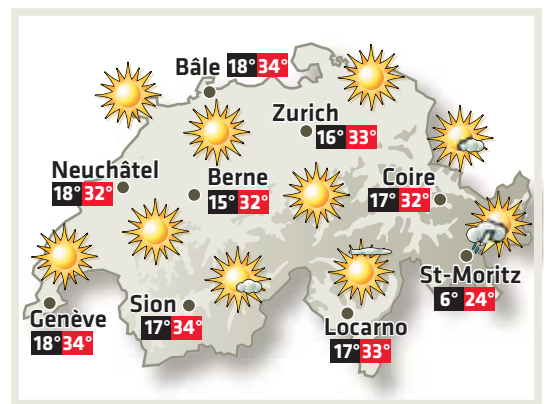 Bâle 18° 34°
Zurich
16° 33°
Neuchâtel
18° 32°
Berne
15° 32°
Coire
17° 32°
St-Moritz
6° 24°
Sion
17° 34°
Genève
18° 34°
Locarno
17° 33°